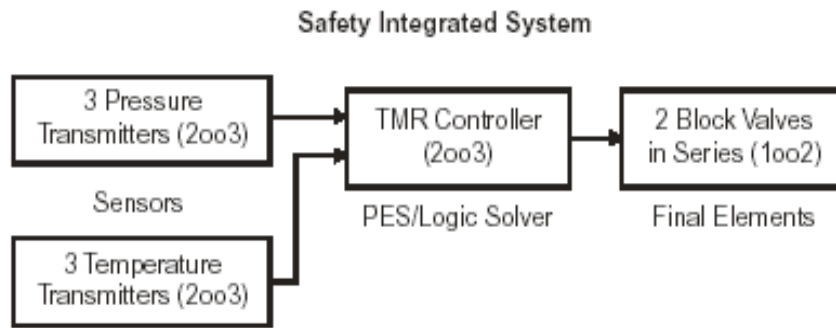 Safety Integrated System
3 Pressure
Transmitters (2oo3)
TMR Controller
(2oo3)
2 Block Valves
in Series (1oo2)
Sensors
PES/Logic Solver
Final Elements
3 Temperature
Transmitters (2oo3)